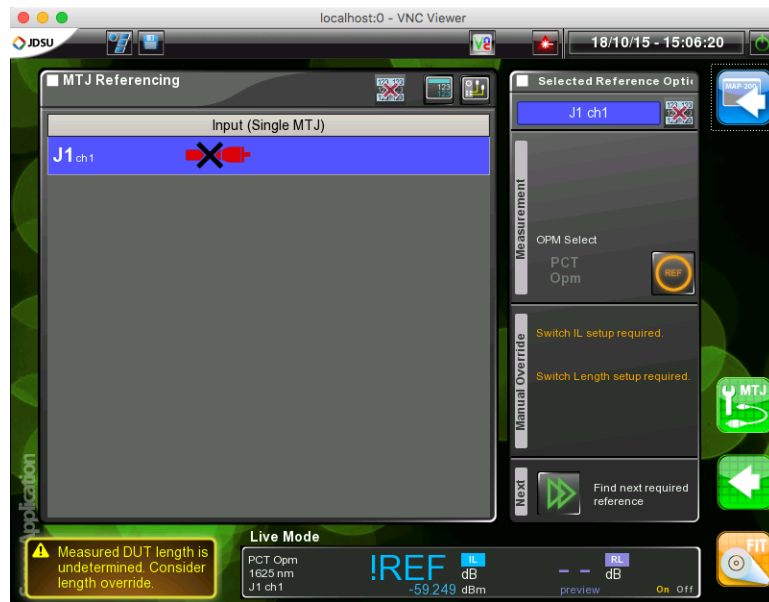 localhost:0 - VNC Viewer
JDSU
18/10/15 - 15:06:20
MTJ Referencing
123
Input (Single MTJ)
J1 ch1
Selected Reference Optio
J1 ch1
Measurement
OPM Select
PCT
Opm
REF
Manual Override
Switch IL setup required.
Switch Length setup required.
Next
Find next required
reference
MAP-200
MTJ
FIT
Application
Measured DUT length is
undetermined. Consider
length override.
Live Mode
PCT Opm
1625 nm
J1 ch1
!REF
IL
dB
-59.249 dBm
- -
RL
dB
preview
On Off